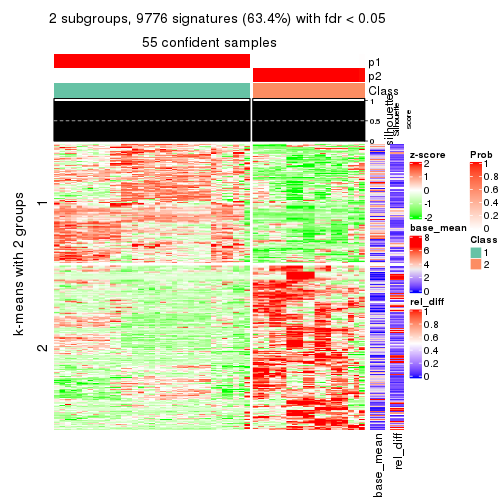 2 subgroups, 9776 signatures (63.4%) with fdr < 0.05
55 confident samples
p1
p2
Class
1
0.5
0
silhouette
Silhouette
score
k-means with 2 groups
1
2
z-score
2
1
0
-1
-2
base_mean
8
6
4
2
0
rel_diff
1
0.8
0.6
0.4
0.2
0
Prob
1
0.8
0.6
0.4
0.2
0
Class
1
2
base_mean
rel_diff